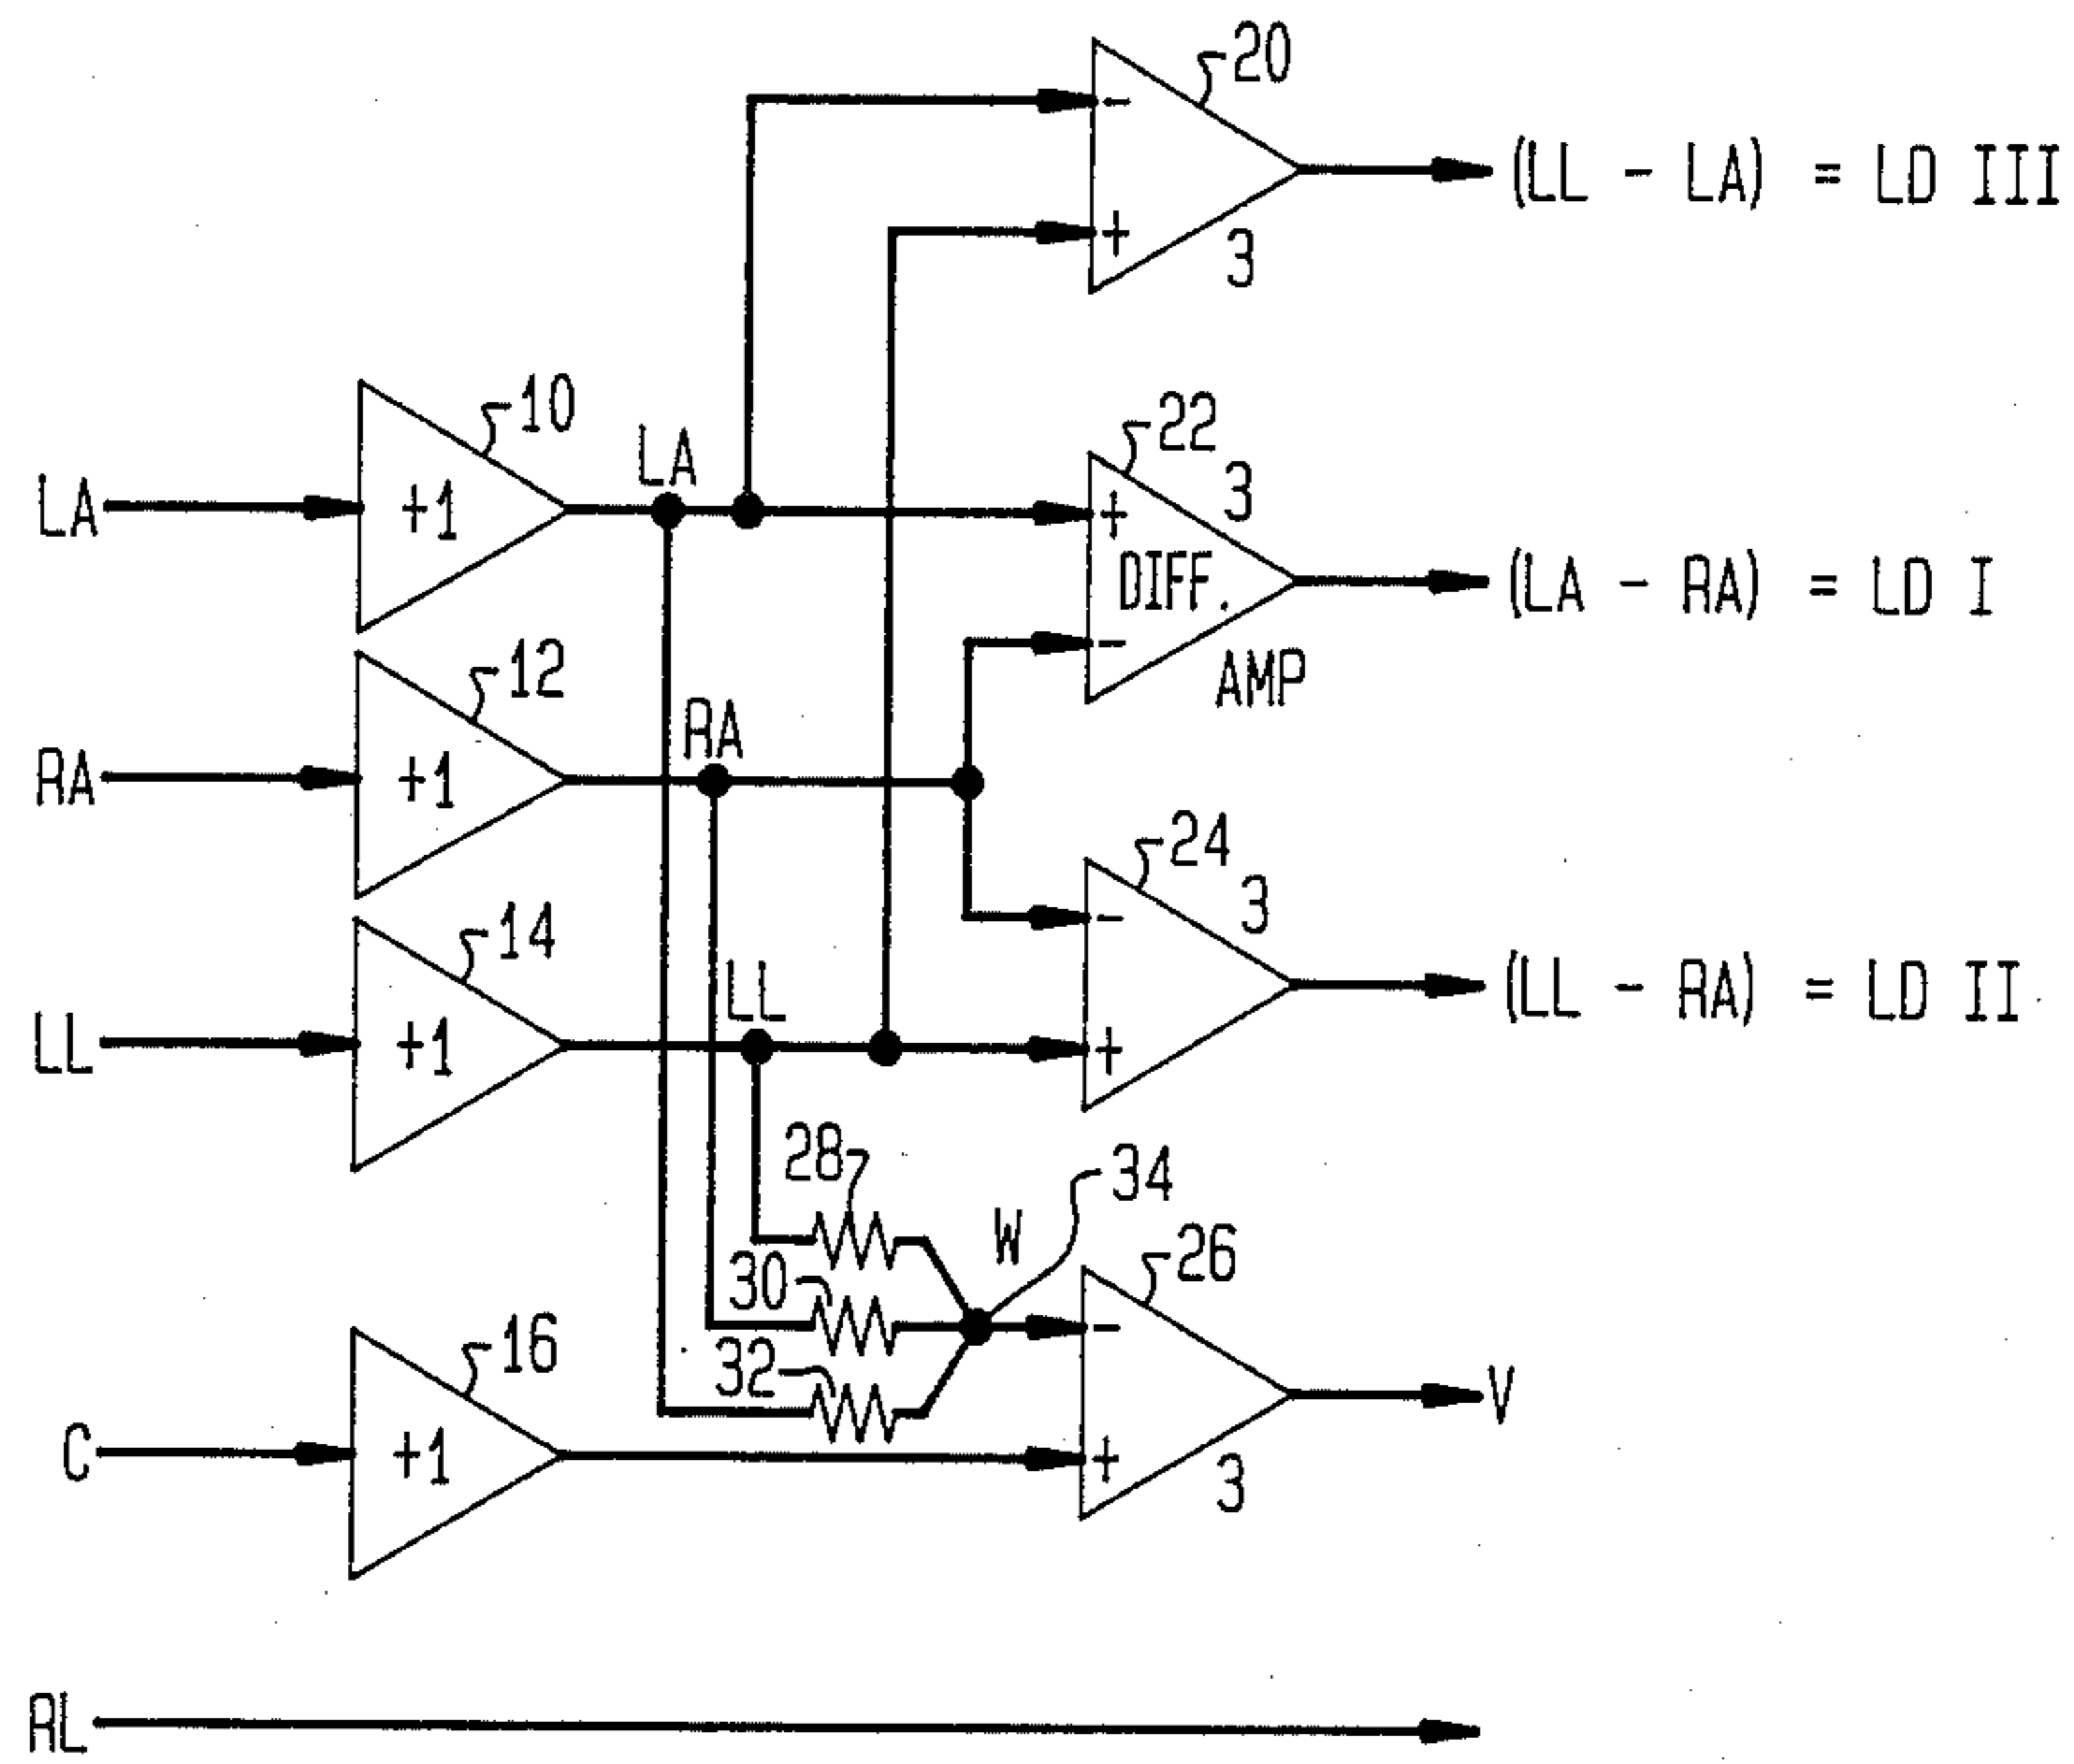 20
- 
+
3
(LL - LA) = LD III
10
LA
LA
+1
22
3
+
DIFF.
-
AMP
(LA - RA) = LD I
12
RA
RA
+1
24
3
-
+
(LL - RA) = LD II
14
LL
LL
+1
28
30
32
W
34
26
-
+
3
V
16
C
+1
RL